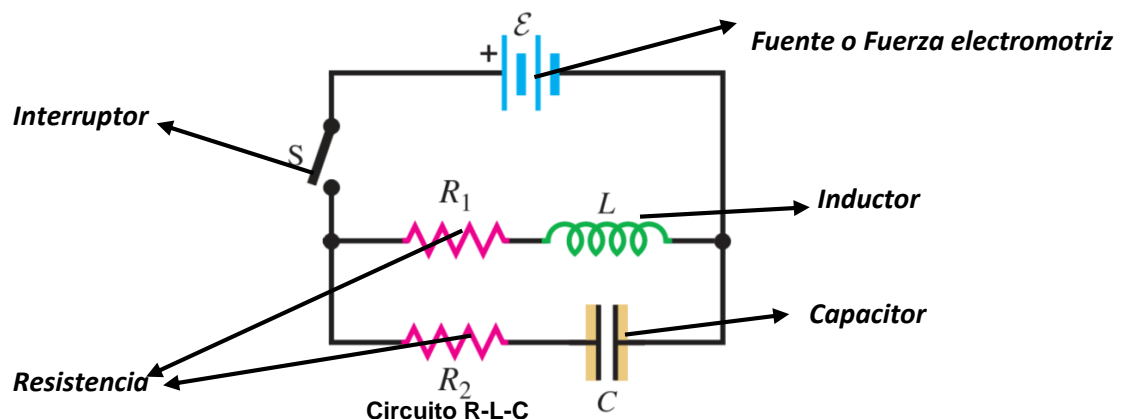 ℰ
+
Fuente o Fuerza electromotriz
Interruptor
S
R1
L
Inductor
Capacitor
Resistencia
R2
C
Circuito R-L-C